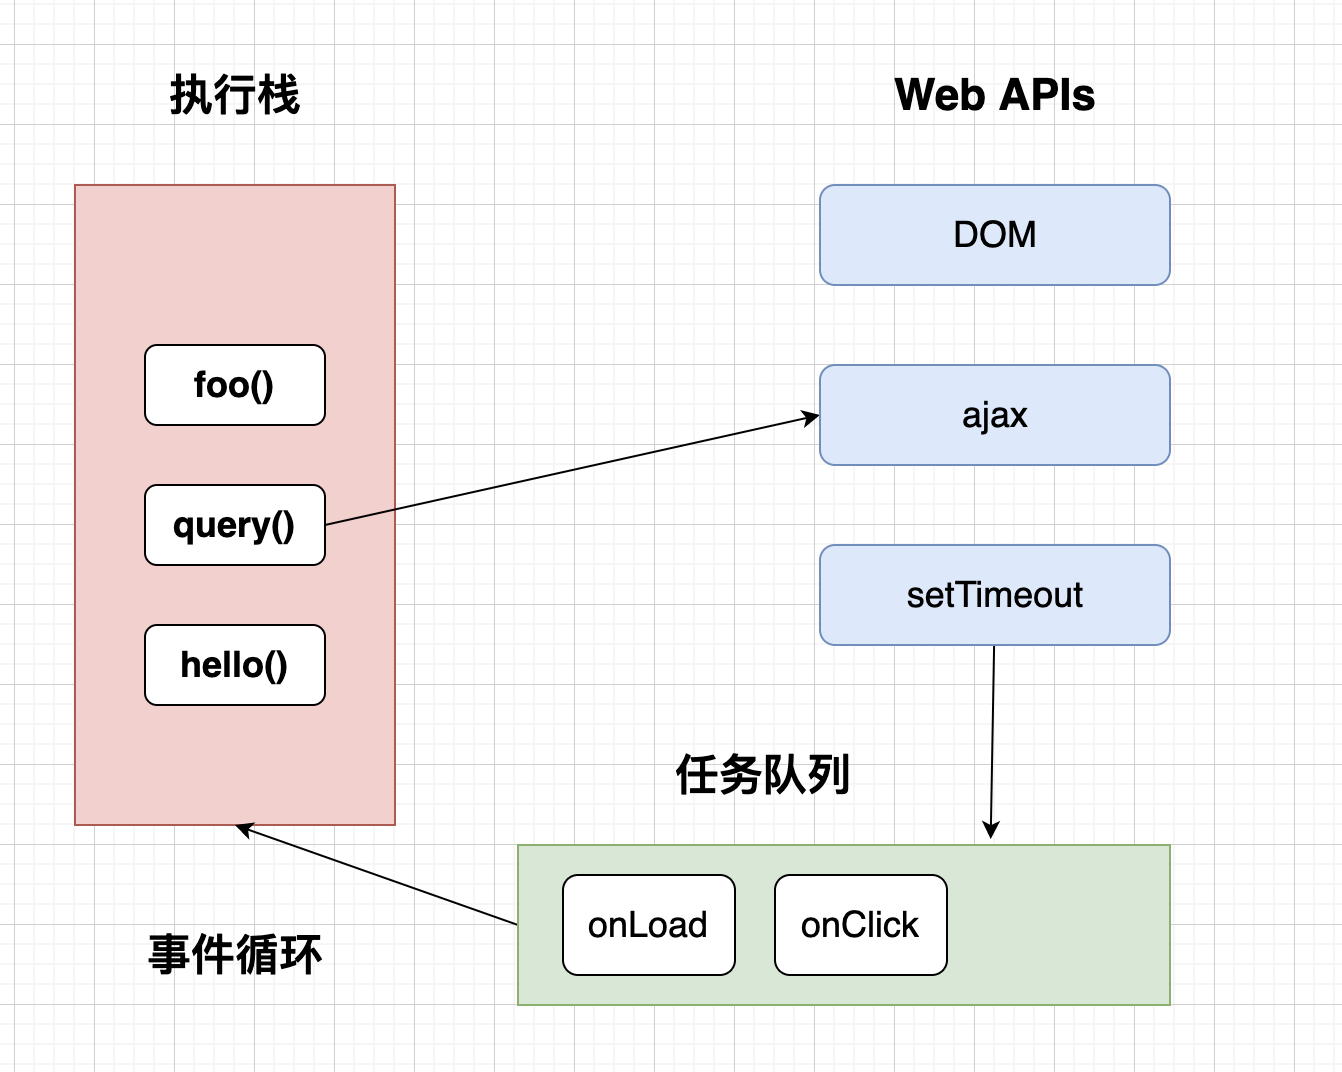 执行栈
Web APIs
DOM
foo()
ajax
query()
setTimeout
hello()
任务队列
onLoad
onClick
事件循环